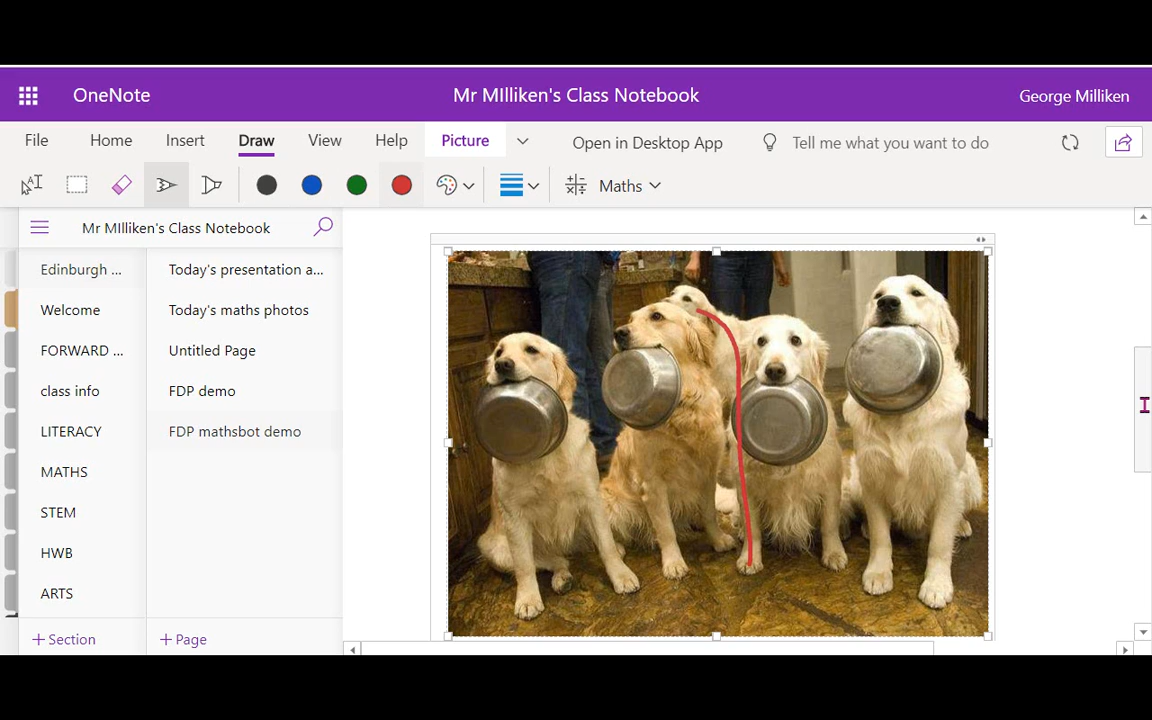 OneNote
Mr MIlliken's Class Notebook
George Milliken
File Home Insert Draw View Help Picture Open in Desktop App Tell me what you want to do
Maths
Mr MIlliken's Class Notebook
Edinburgh ...
Welcome
FORWARD ...
class info
LITERACY
MATHS
STEM
HWB
ARTS
+ Section
Today's presentation a...
Today's maths photos
Untitled Page
FDP demo
FDP mathsbot demo
+ Page